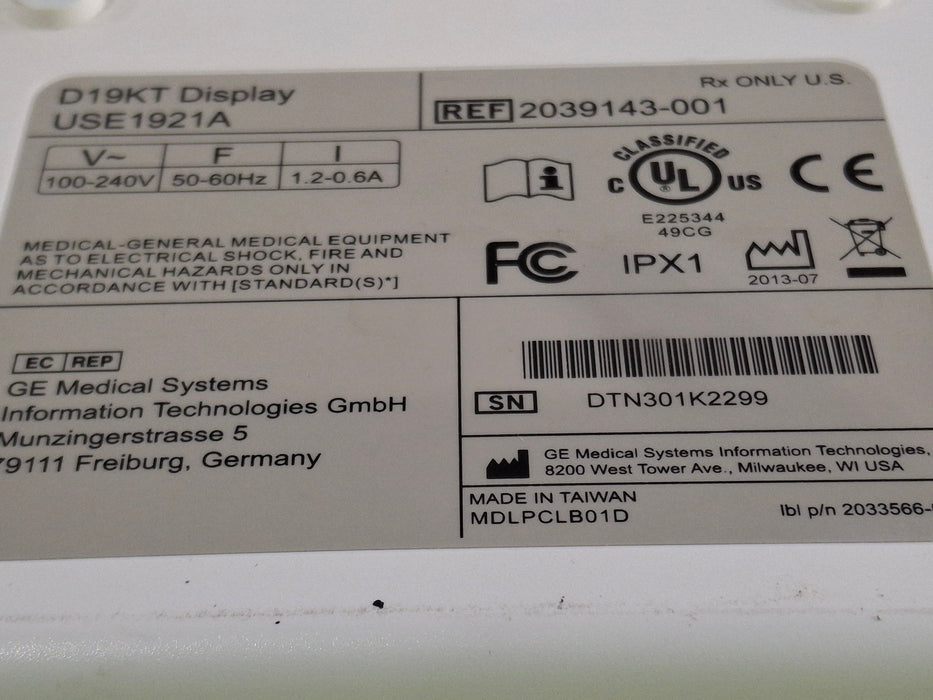 D19KT Display
USE1921A
Rx ONLY U.S.
REF 2039143-001
V~ F I
100-240V 50-60Hz 1.2-0.6A
CLASSIFIED
C UL US
E225344
49CG
CE
MEDICAL-GENERAL MEDICAL EQUIPMENT
AS TO ELECTRICAL SHOCK, FIRE AND
MECHANICAL HAZARDS ONLY IN
ACCORDANCE WITH [STANDARD(S)*]
FC
IPX1
2013-07
EC REP
GE Medical Systems
Information Technologies GmbH
Munzingerstrasse 5
79111 Freiburg, Germany
SN DTN301K2299
GE Medical Systems Information Technologies,
8200 West Tower Ave., Milwaukee, WI USA
MADE IN TAIWAN
MDLPCLB01D
lbl p/n 2033566-